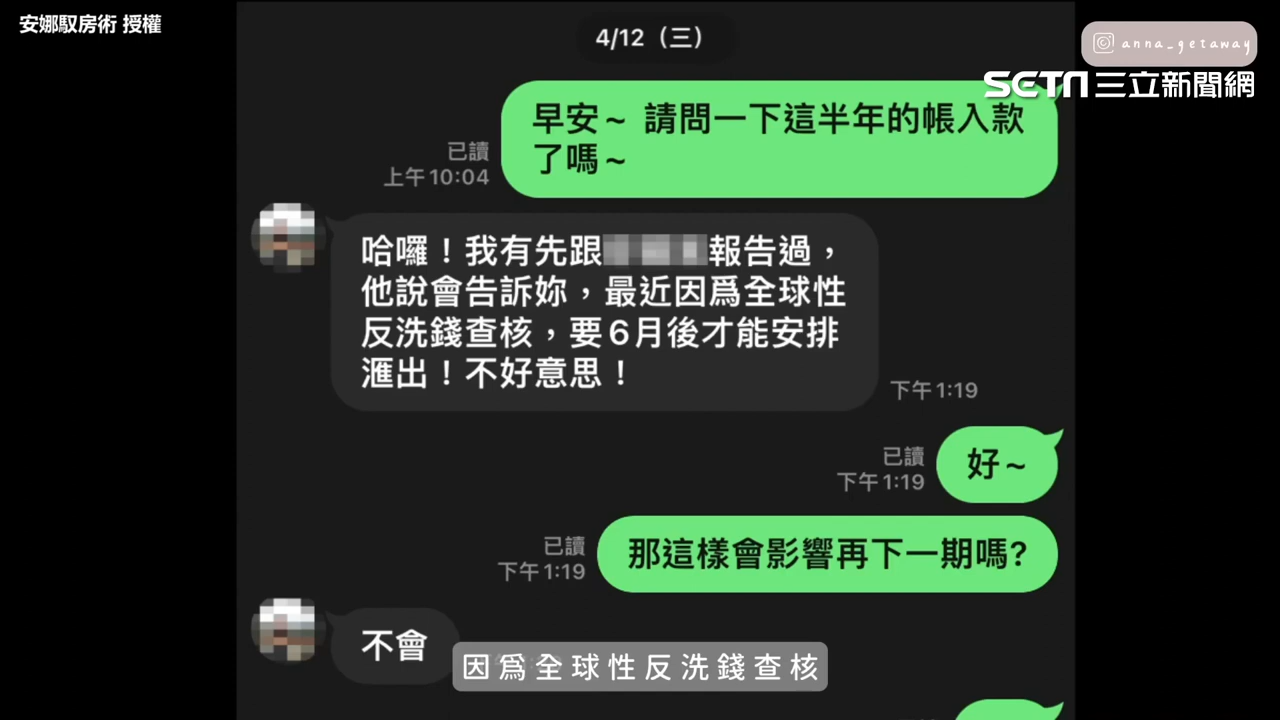 安娜馭房術 授權
anna_getaway
SETN三立新聞網
4/12（三）
早安~ 請問一下這半年的帳入款
了嗎~
已讀
上午10:04
哈囉！我有先跟報告過，
他說會告訴妳，最近因為全球性
反洗錢查核，要6月後才能安排
滙出！不好意思！
下午1:19
好~
已讀
下午1:19
那這樣會影響再下一期嗎?
已讀
下午1:19
不會
因為全球性反洗錢查核